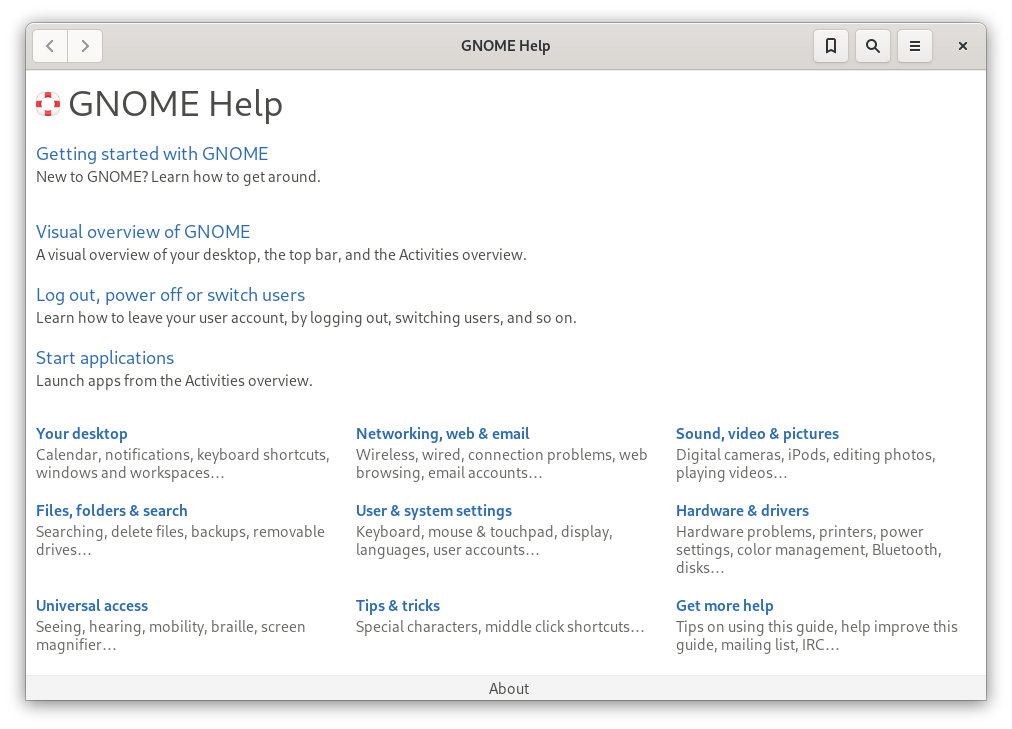 GNOME Help
GNOME Help
Getting started with GNOME
New to GNOME? Learn how to get around.
Visual overview of GNOME
A visual overview of your desktop, the top bar, and the Activities overview.
Log out, power off or switch users
Learn how to leave your user account, by logging out, switching users, and so on.
Start applications
Launch apps from the Activities overview.
Your desktop
Calendar, notifications, keyboard shortcuts,
windows and workspaces…
Networking, web & email
Wireless, wired, connection problems, web
browsing, email accounts…
Sound, video & pictures
Digital cameras, iPods, editing photos,
playing videos…
Files, folders & search
Searching, delete files, backups, removable
drives…
User & system settings
Keyboard, mouse & touchpad, display,
languages, user accounts…
Hardware & drivers
Hardware problems, printers, power
settings, color management, Bluetooth,
disks…
Universal access
Seeing, hearing, mobility, braille, screen
magnifier…
Tips & tricks
Special characters, middle click shortcuts…
Get more help
Tips on using this guide, help improve this
guide, mailing list, IRC…
About